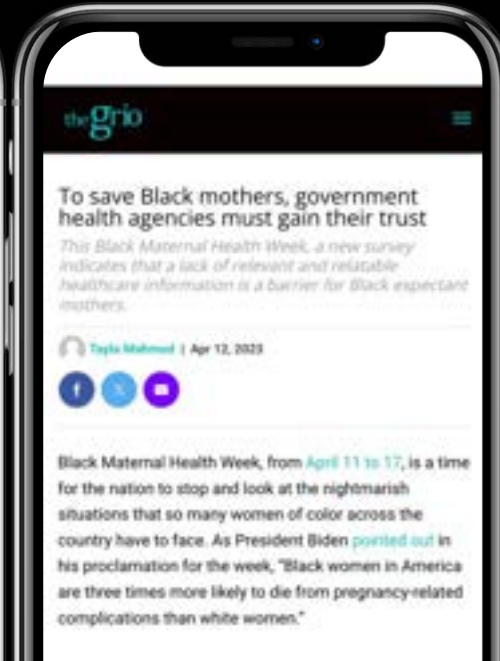 thegrio
To save Black mothers, government
health agencies must gain their trust
This Black Maternal Health Week, a new survey
indicates that a lack of relevant and relatable
healthcare information is a barrier for Black expectant
mothers.
Tayla Mahmud | Apr 12, 2023
Black Maternal Health Week, from April 11 to 17, is a time
for the nation to stop and look at the nightmarish
situations that so many women of color across the
country have to face. As President Biden pointed out in
his proclamation for the week, “Black women in America
are three times more likely to die from pregnancy-related
complications than white women.”